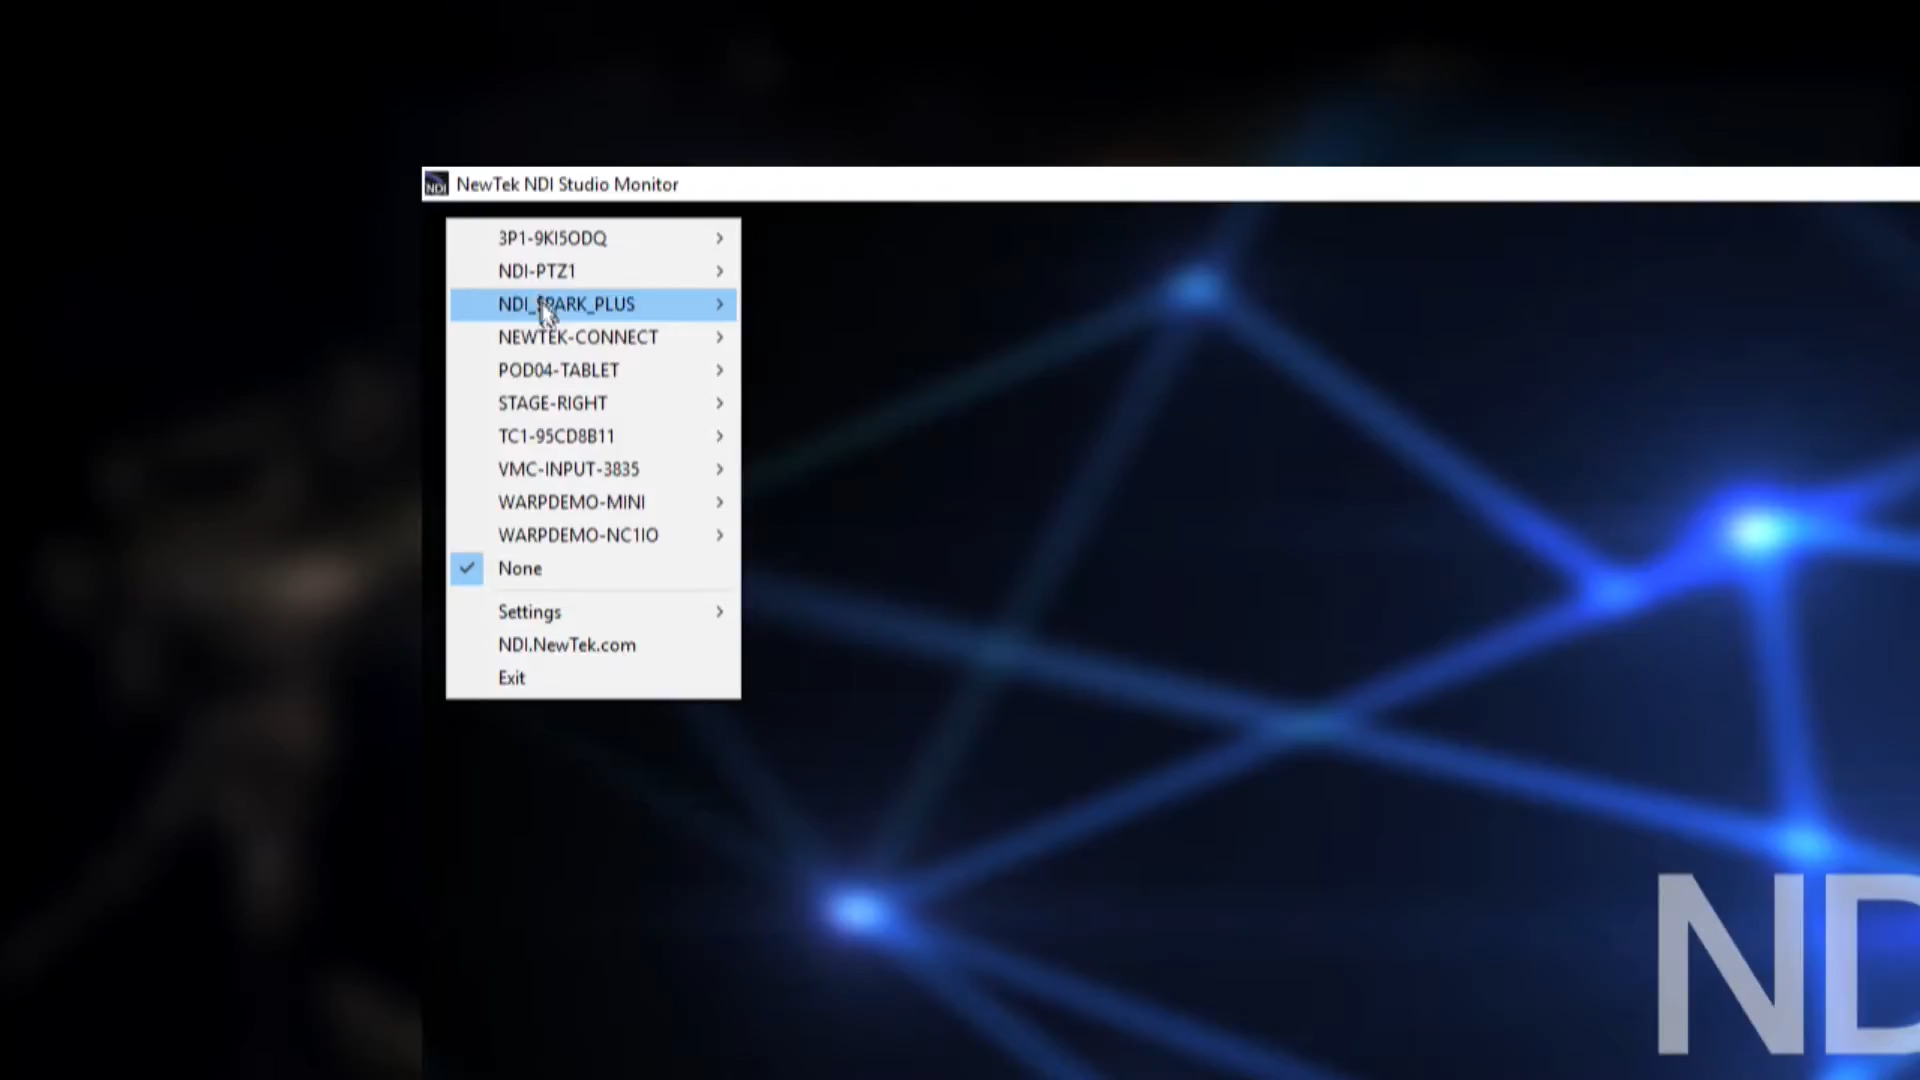 NewTek NDI Studio Monitor
3P1-9KI5ODQ
NDI-PTZ1
NDI_SPARK_PLUS
NEWTEK-CONNECT
POD04-TABLET
STAGE-RIGHT
TC1-95CD8B11
VMC-INPUT-3835
WARPDEMO-MINI
WARPDEMO-NC1IO
None
Settings
NDI.NewTek.com
Exit
ND